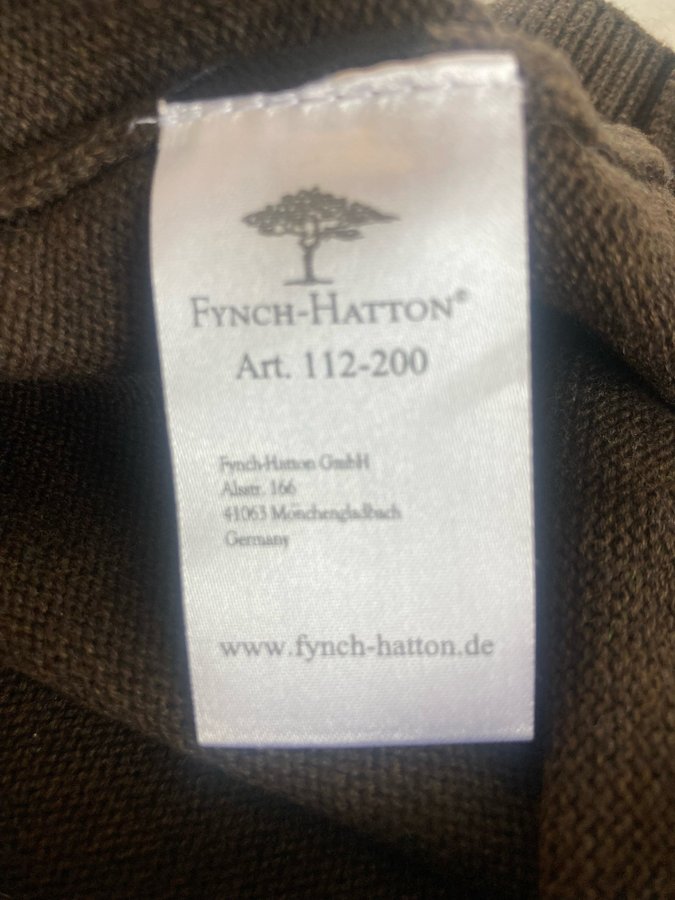 FYNCH-HATTON®
Art. 112-200
Fynch-Hatton GmbH
Alsstr. 166
41063 Mönchengladbach
Germany
www.fynch-hatton.de